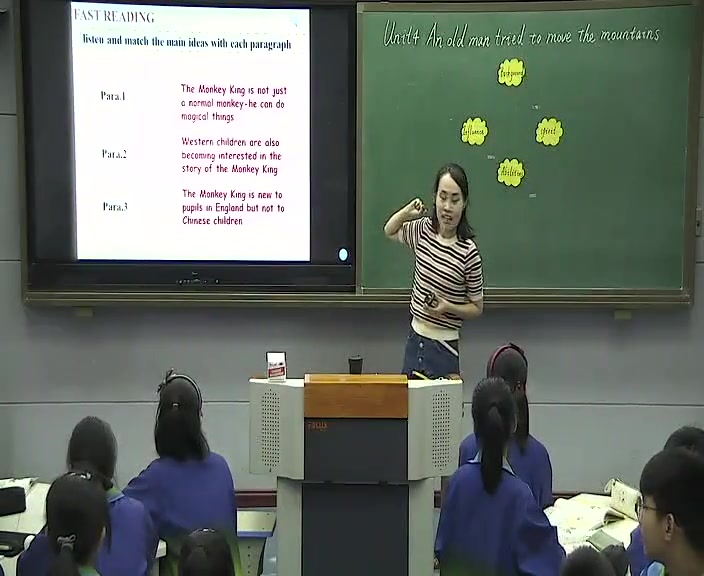 FAST READING
listen and match the main ideas with each paragraph
Para.1
The Monkey King is not just
a normal monkey-he can do
magical things
Para.2
Western children are also
becoming interested in the
story of the Monkey King
Para.3
The Monkey King is new to
pupils in England but not to
Chinese children
Unit4 An old man tried to move the mountains
Background
Influence
spirit
Abilities